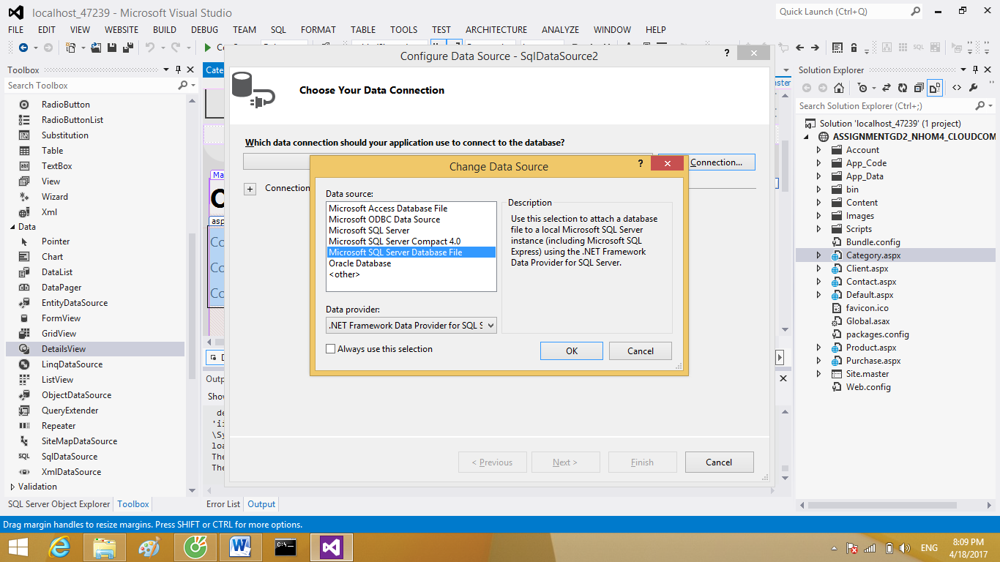 localhost_47239 - Microsoft Visual Studio
Quick Launch (Ctrl+Q)
FILE EDIT VIEW WEBSITE BUILD DEBUG TEAM SQL FORMAT TABLE TOOLS TEST ARCHITECTURE ANALYZE WINDOW HELP
Toolbox
Search Toolbox
RadioButton
RadioButtonList
Substitution
Table
TextBox
View
Wizard
Xml
Data
Pointer
Chart
DataList
DataPager
EntityDataSource
FormView
GridView
DetailsView
LinqDataSource
ListView
ObjectDataSource
QueryExtender
Repeater
SiteMapDataSource
SqlDataSource
XmlDataSource
Validation
SQL Server Object Explorer Toolbox
Configure Data Source - SqlDataSource2
Choose Your Data Connection
Which data connection should your application use to connect to the database?
Connection...
Connection
Change Data Source
Data source:
Microsoft Access Database File
Microsoft ODBC Data Source
Microsoft SQL Server
Microsoft SQL Server Compact 4.0
Microsoft SQL Server Database File
Oracle Database
<other>
Data provider:
.NET Framework Data Provider for SQL S
Always use this selection
Description
Use this selection to attach a database
file to a local Microsoft SQL Server
instance (including Microsoft SQL
Express) using the .NET Framework
Data Provider for SQL Server.
OK Cancel
< Previous Next > Finish Cancel
Error List Output
Solution Explorer
Search Solution Explorer (Ctrl+;)
Solution 'localhost_47239' (1 project)
ASSIGNMENTGD2_NHOM4_CLOUDCOM
Account
App_Code
App_Data
bin
Content
Images
Scripts
Bundle.config
Category.aspx
Client.aspx
Contact.aspx
Default.aspx
favicon.ico
Global.asax
packages.config
Product.aspx
Purchase.aspx
Site.master
Web.config
Drag margin handles to resize margins. Press SHIFT or CTRL for more options.
ENG
8:09 PM
4/18/2017